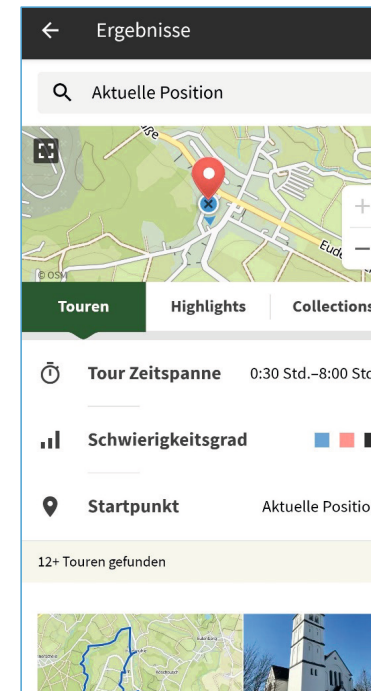 Ergebnisse
Aktuelle Position
© OSM
Eude
Touren Highlights Collections
Tour Zeitspanne 0:30 Std.–8:00 Std
Schwierigkeitsgrad
Startpunkt Aktuelle Positio
12+ Touren gefunden